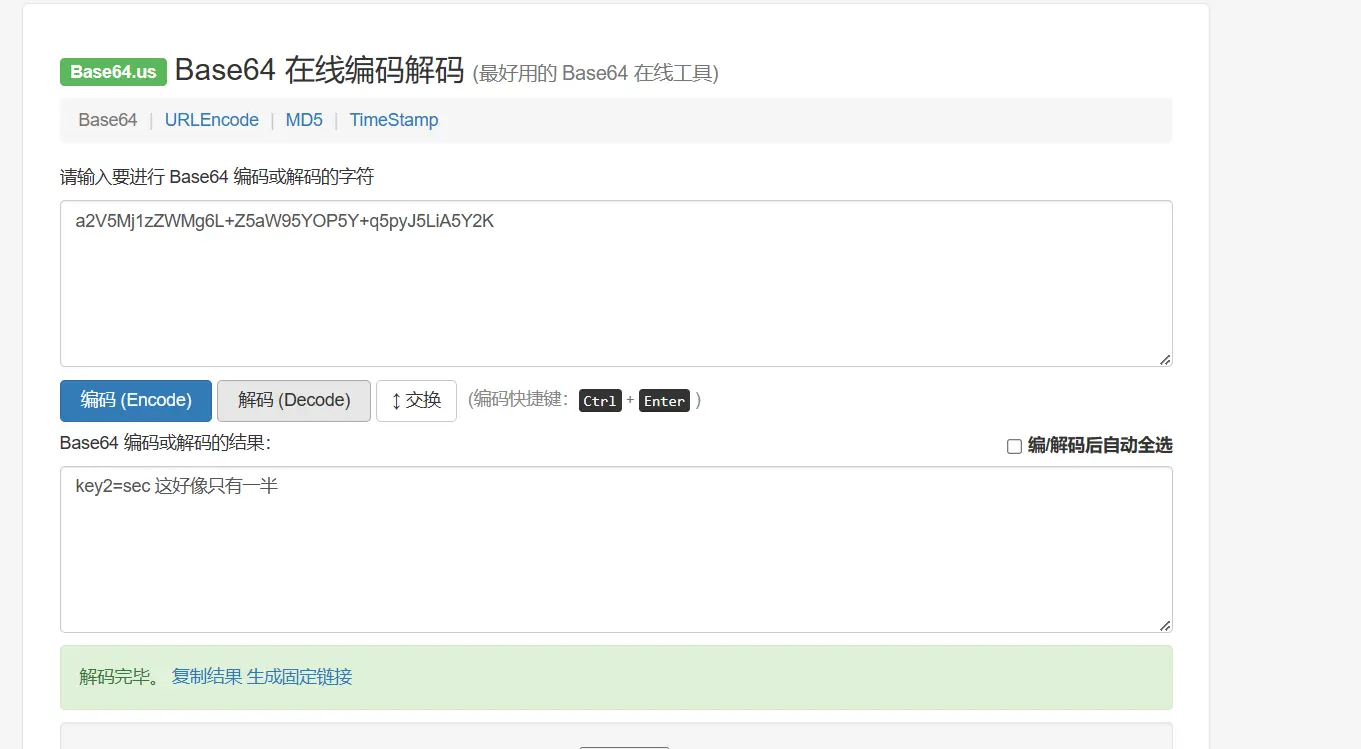 Base64.us Base64 在线编码解码 (最好用的 Base64 在线工具)
Base64 | URLEncode | MD5 | TimeStamp
请输入要进行 Base64 编码或解码的字符
a2V5Mj1zZWMg6L+Z5aW95YOP5Y+q5pyJ5LiA5Y2K
编码 (Encode) 解码 (Decode) ↕ 交换 (编码快捷键： Ctrl + Enter )
Base64 编码或解码的结果： 编/解码后自动全选
key2=sec 这好像只有一半
解码完毕。 复制结果 生成固定链接